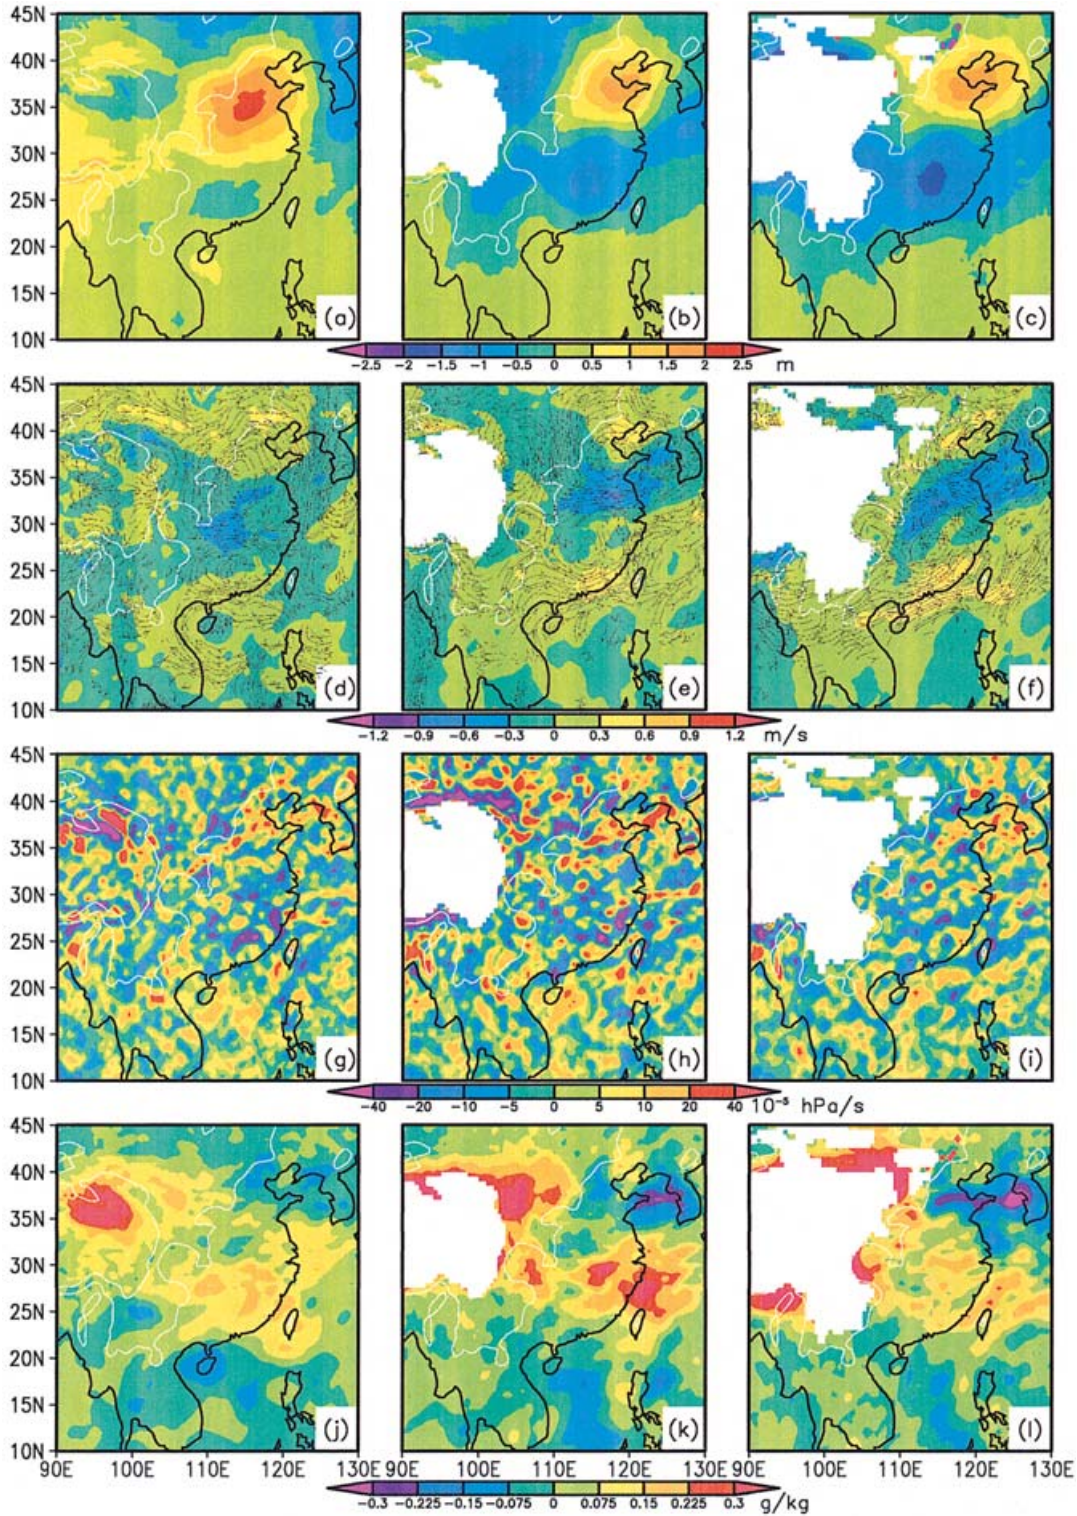 45N
40N
35N
30N
25N
20N
15N
10N
(a) (b) (c)
-2.5 -2 -1.5 -1 -0.5 0 0.5 1 1.5 2 2.5 m
45N
40N
35N
30N
25N
20N
15N
10N
(d) (e) (f)
-1.2 -0.9 -0.6 -0.3 0 0.3 0.6 0.9 1.2 m/s
45N
40N
35N
30N
25N
20N
15N
10N
(g) (h) (i)
-40 -20 -10 -5 0 5 10 20 40 10⁻⁵ hPa/s
45N
40N
35N
30N
25N
20N
15N
10N
(j) (k) (l)
90E 100E 110E 120E 130E 90E 100E 110E 120E 130E 90E 100E 110E 120E 130E
-0.3 -0.225 -0.15 -0.075 0 0.075 0.15 0.225 0.3 g/kg